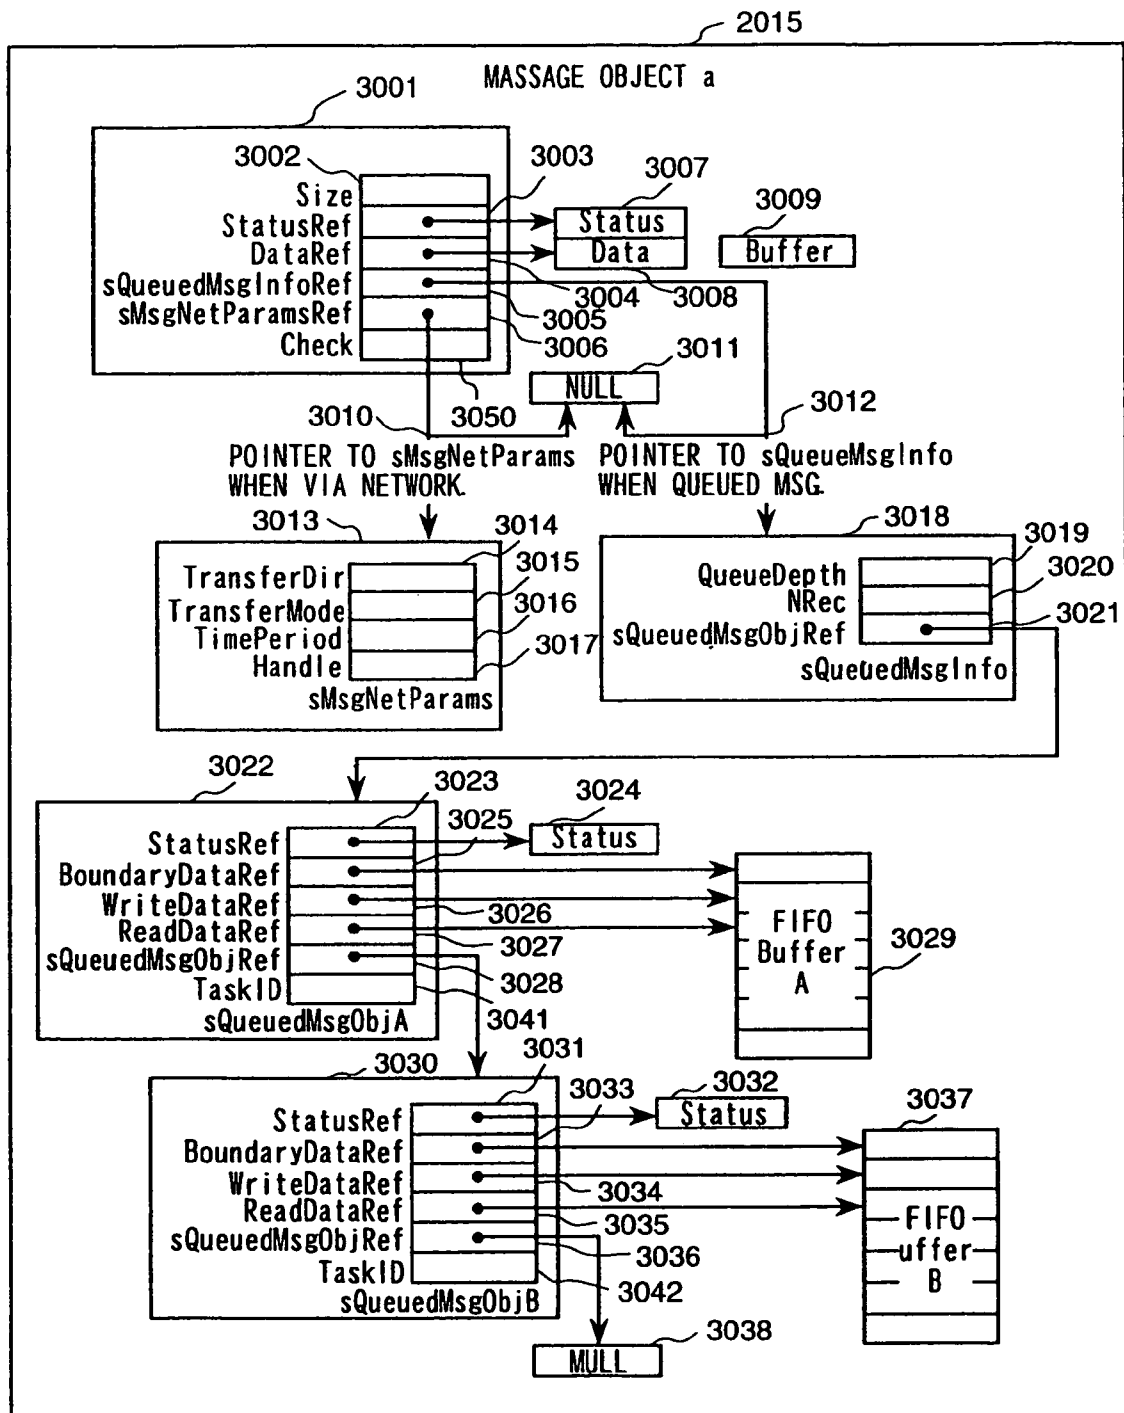 2015
MASSAGE OBJECT a
3001
3002
3003
3007
3009
Size
StatusRef
Status
DataRef
Data
Buffer
sQueuedMsgInfoRef
3004
3008
sMsgNetParamsRef
3005
Check
3006
3011
NULL
3050
3010
3012
POINTER TO sMsgNetParams
WHEN VIA NETWORK.
POINTER TO sQueueMsgInfo
WHEN QUEUED MSG.
3013
3014
3015
3016
3017
TransferDir
TransferMode
TimePeriod
Handle
sMsgNetParams
3018
3019
3020
3021
QueueDepth
NRec
sQueuedMsgObjRef
sQueuedMsgInfo
3022
3023
3024
3025
StatusRef
Status
BoundaryDataRef
WriteDataRef
3026
ReadDataRef
3027
sQueuedMsgObjRef
3028
TaskID
3041
sQueuedMsgObjA
FIFO
Buffer
A
3029
3030
3031
3032
3033
StatusRef
Status
3037
BoundaryDataRef
WriteDataRef
3034
ReadDataRef
3035
sQueuedMsgObjRef
3036
TaskID
3042
sQueuedMsgObjB
FIFO
uffer
B
3038
MULL